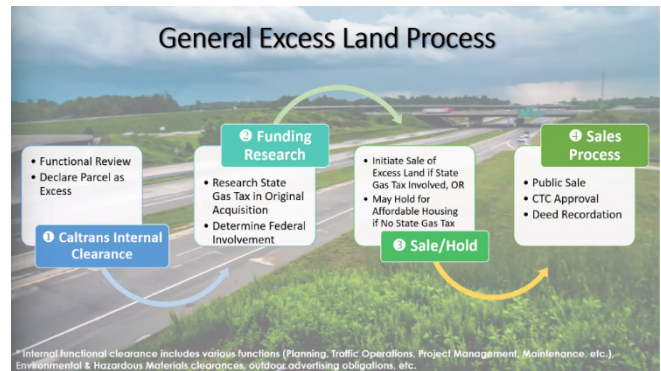 General Excess Land Process
• Functional Review
• Declare Parcel as
Excess
❶ Caltrans Internal
Clearance
❷ Funding
Research
• Research State
Gas Tax in Original
Acquisition
• Determine Federal
Involvement
• Initiate Sale of
Excess Land if State
Gas Tax Involved, OR
• May Hold for
Affordable Housing
if No State Gas Tax
❸ Sale/Hold
❹ Sales
Process
• Public Sale
• CTC Approval
• Deed Recordation
* Internal functional clearance includes various functions (Planning, Traffic Operations, Project Management, Maintenance, etc.),
Environmental & Hazardous Materials clearances, outdoor advertising obligations, etc.